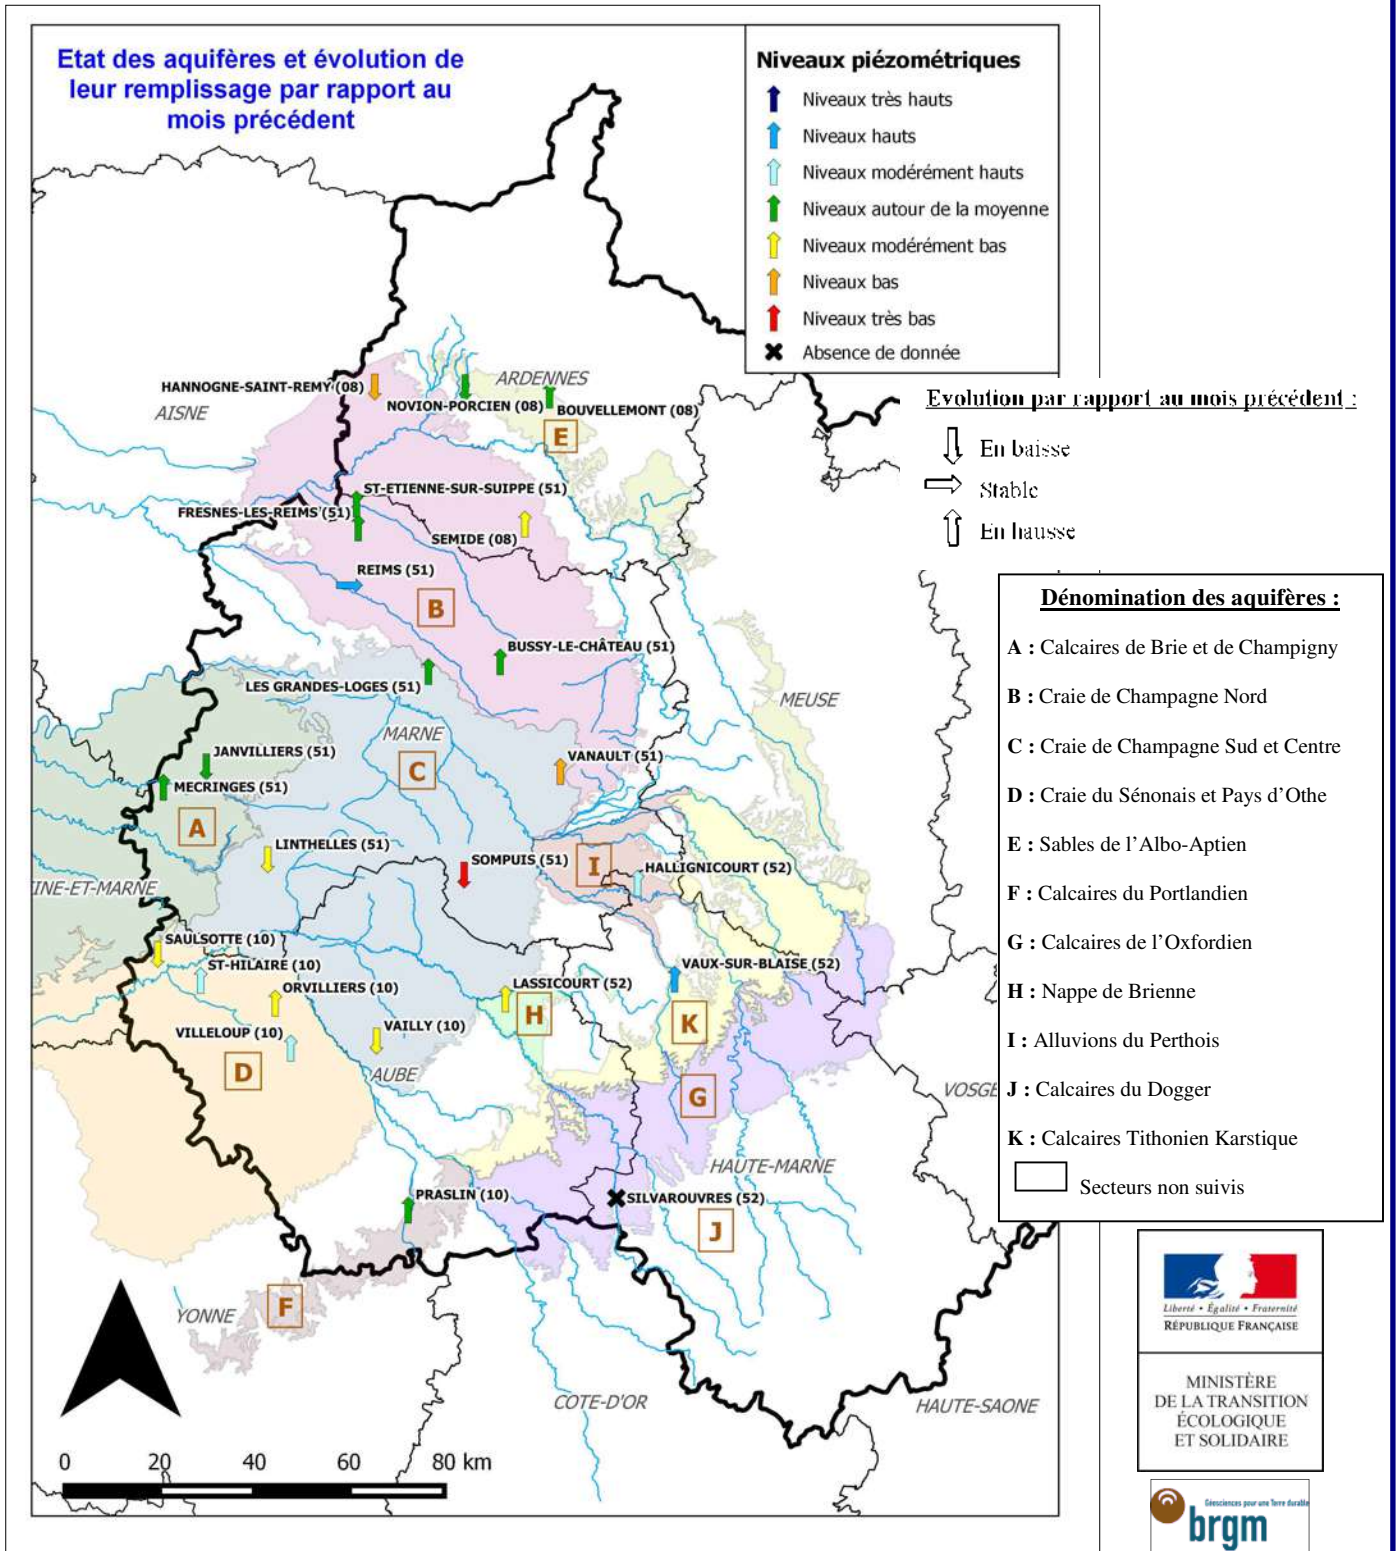 Etat des aquifères et évolution de
leur remplissage par rapport au
mois précédent
Niveaux piézométriques
Niveaux très hauts
Niveaux hauts
Niveaux modérément hauts
Niveaux autour de la moyenne
Niveaux modérément bas
Niveaux bas
Niveaux très bas
Absence de donnée
Evolution par rapport au mois précédent :
En baisse
Stable
En hausse
Dénomination des aquifères :
A : Calcaires de Brie et de Champigny
B : Craie de Champagne Nord
C : Craie de Champagne Sud et Centre
D : Craie du Sénonais et Pays d'Othe
E : Sables de l'Albo-Aptien
F : Calcaires du Portlandien
G : Calcaires de l'Oxfordien
H : Nappe de Brienne
I : Alluvions du Perthois
J : Calcaires du Dogger
K : Calcaires Tithonien Karstique
Secteurs non suivis
HANNOGNE-SAINT-REMY (08)
ARDENNES
AISNE
NOVION-PORCIEN (08)
BOUVELLEMONT (08)
E
ST-ETIENNE-SUR-SUIPPE (51)
FRESNES-LES-REIMS (51)
SEMIDE (08)
REIMS (51)
B
BUSSY-LE-CHÂTEAU (51)
LES GRANDES-LOGES (51)
MEUSE
MARNE
JANVILLIERS (51)
VANAULT (51)
C
MECRINGES (51)
A
LINTHELLES (51)
SOMPUIS (51)
I
HALLIGNICOURT (52)
INE-ET-MARNE
SAULSOTTE (10)
ST-HILAIRE (10)
VAUX-SUR-BLAISE (52)
ORVILLIERS (10)
LASSICOURT (52)
H
K
VILLELOUP (10)
VAILLY (10)
D
AUBE
G
VOSGE
HAUTE-MARNE
PRASLIN (10)
SILVAROUVRES (52)
J
F
YONNE
COTE-D'OR
HAUTE-SAONE
0 20 40 60 80 km
Liberté • Égalité • Fraternité
RÉPUBLIQUE FRANÇAISE
MINISTÈRE
DE LA TRANSITION
ÉCOLOGIQUE
ET SOLIDAIRE
Géosciences pour une Terre durable
brgm